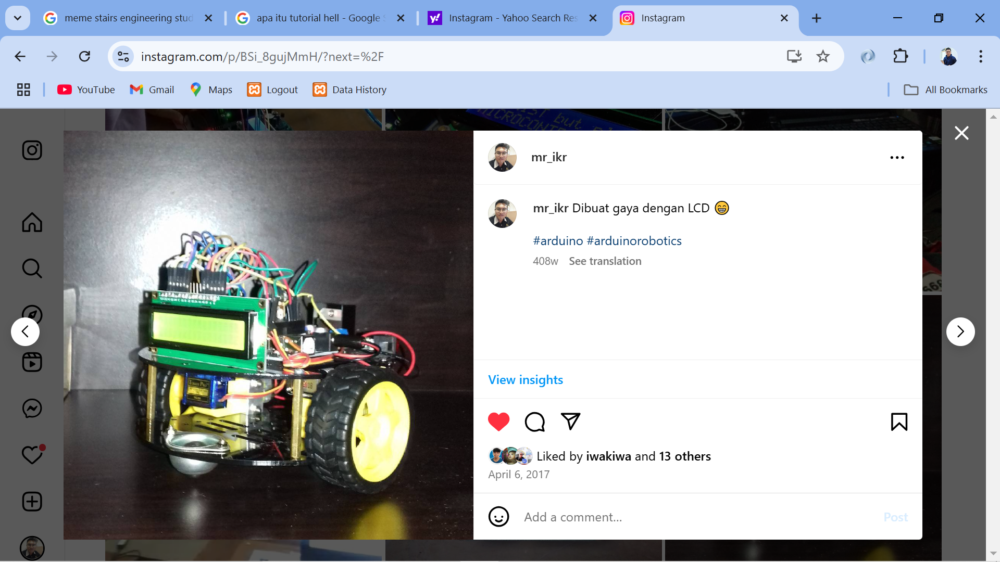 meme stairs engineering stud
apa itu tutorial hell - Google S
Instagram - Yahoo Search Res
Instagram
instagram.com/p/BSi_8gujMmH/?next=%2F
YouTube
Gmail
Maps
Logout
Data History
All Bookmarks
mr_ikr
mr_ikr Dibuat gaya dengan LCD 😁
#arduino #arduinorobotics
408w See translation
View insights
Liked by iwakiwa and 13 others
April 6, 2017
Add a comment...
Post